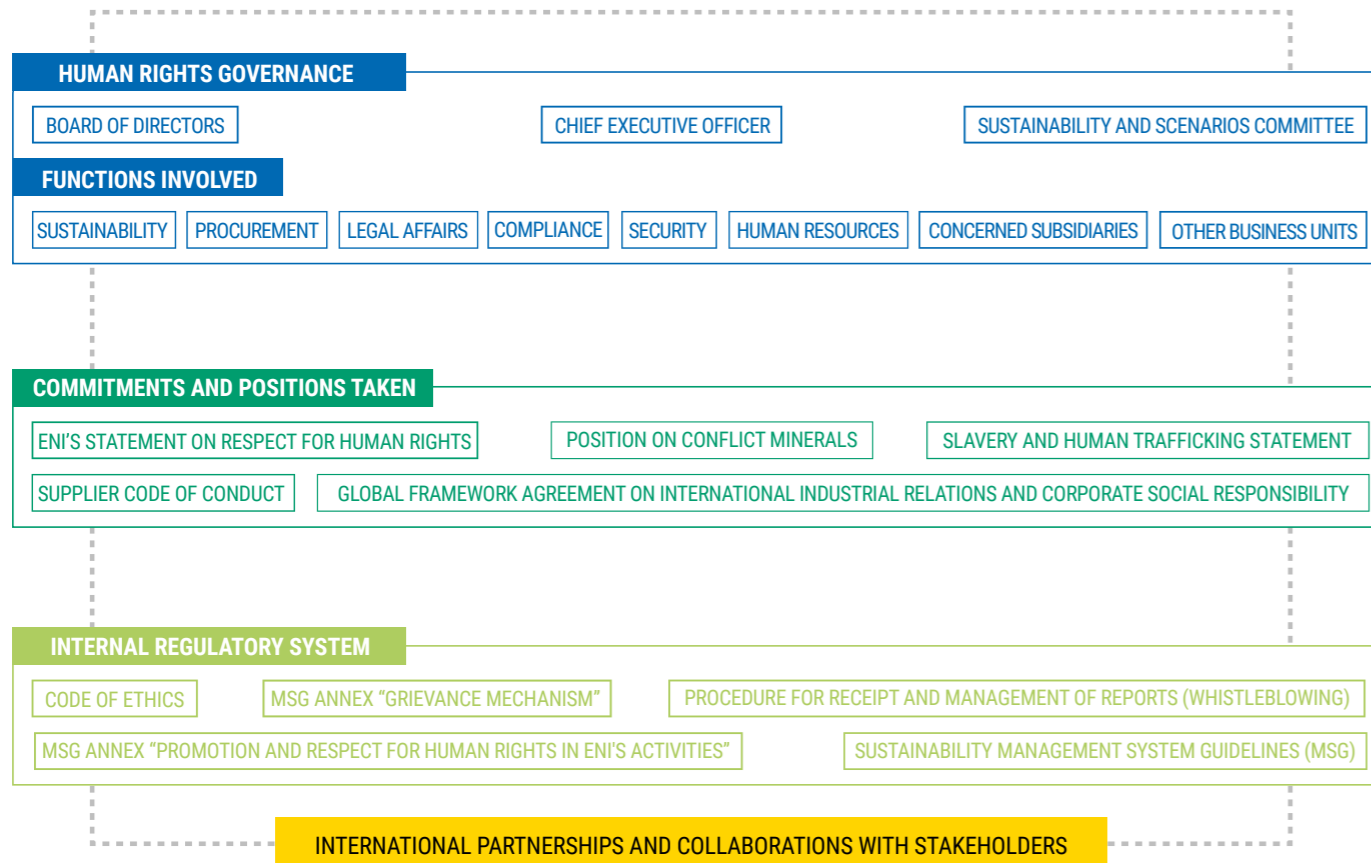 HUMAN RIGHTS GOVERNANCE
BOARD OF DIRECTORS
CHIEF EXECUTIVE OFFICER
SUSTAINABILITY AND SCENARIOS COMMITTEE
FUNCTIONS INVOLVED
SUSTAINABILITY
PROCUREMENT
LEGAL AFFAIRS
COMPLIANCE
SECURITY
HUMAN RESOURCES
CONCERNED SUBSIDIARIES
OTHER BUSINESS UNITS
COMMITMENTS AND POSITIONS TAKEN
ENI’S STATEMENT ON RESPECT FOR HUMAN RIGHTS
POSITION ON CONFLICT MINERALS
SLAVERY AND HUMAN TRAFFICKING STATEMENT
SUPPLIER CODE OF CONDUCT
GLOBAL FRAMEWORK AGREEMENT ON INTERNATIONAL INDUSTRIAL RELATIONS AND CORPORATE SOCIAL RESPONSIBILITY
INTERNAL REGULATORY SYSTEM
CODE OF ETHICS
MSG ANNEX “GRIEVANCE MECHANISM”
PROCEDURE FOR RECEIPT AND MANAGEMENT OF REPORTS (WHISTLEBLOWING)
MSG ANNEX “PROMOTION AND RESPECT FOR HUMAN RIGHTS IN ENI'S ACTIVITIES”
SUSTAINABILITY MANAGEMENT SYSTEM GUIDELINES (MSG)
INTERNATIONAL PARTNERSHIPS AND COLLABORATIONS WITH STAKEHOLDERS